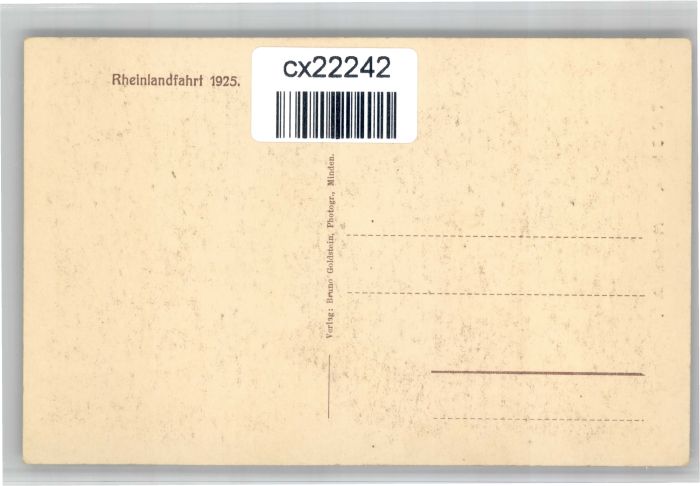 Rheinlandfahrt 1925.
cx22242
Verlag: Bruno Goldstein, Photogr., Minden.